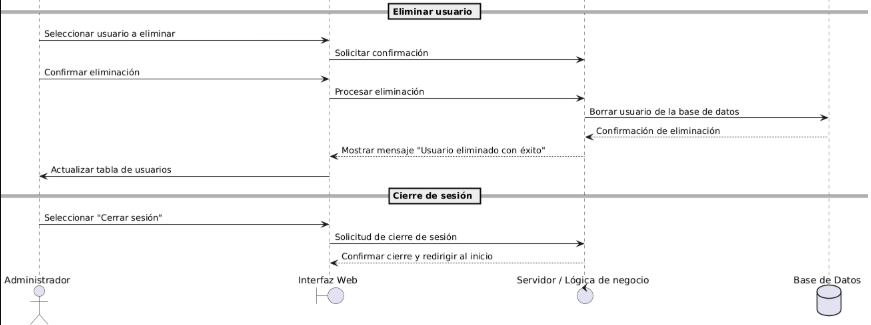 Eliminar usuario
Seleccionar usuario a eliminar
Solicitar confirmación
Confirmar eliminación
Procesar eliminación
Borrar usuario de la base de datos
Confirmación de eliminación
Mostrar mensaje "Usuario eliminado con éxito"
Actualizar tabla de usuarios
Cierre de sesión
Seleccionar "Cerrar sesión"
Solicitud de cierre de sesión
Confirmar cierre y redirigir al inicio
Administrador
Interfaz Web
Servidor / Lógica de negocio
Base de Datos